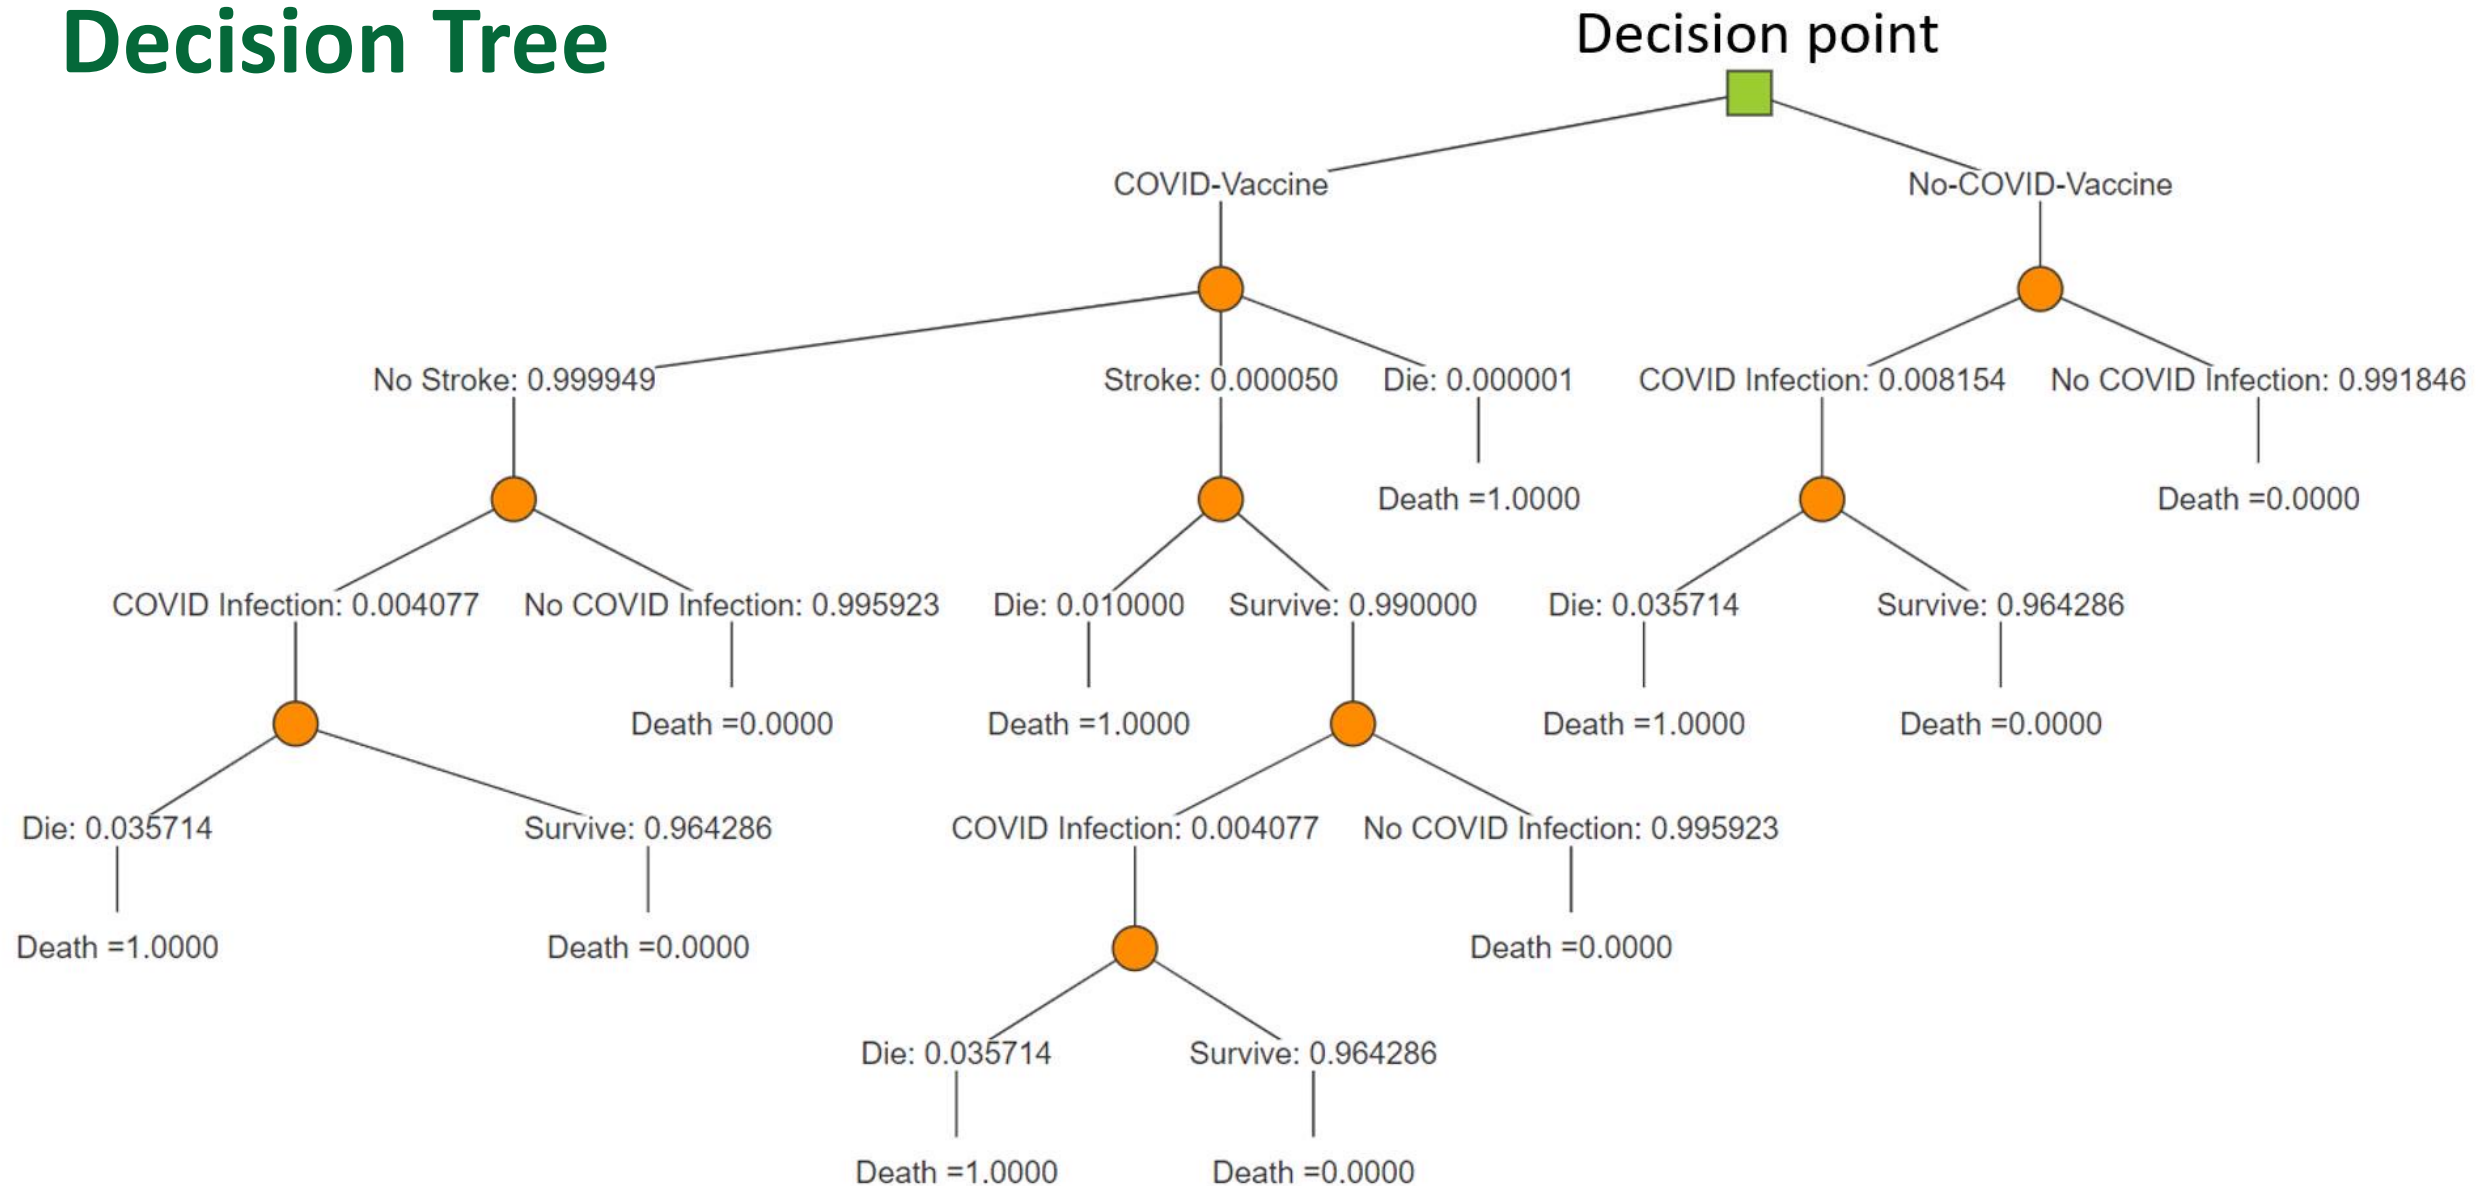 Decision Tree
Decision point
COVID-Vaccine
No-COVID-Vaccine
No Stroke: 0.999949
Stroke: 0.000050
Die: 0.000001
COVID Infection: 0.008154
No COVID Infection: 0.991846
Death =1.0000
Death =0.0000
COVID Infection: 0.004077
No COVID Infection: 0.995923
Die: 0.010000
Survive: 0.990000
Die: 0.035714
Survive: 0.964286
Death =0.0000
Death =1.0000
Death =1.0000
Death =0.0000
Die: 0.035714
Survive: 0.964286
COVID Infection: 0.004077
No COVID Infection: 0.995923
Death =1.0000
Death =0.0000
Death =0.0000
Die: 0.035714
Survive: 0.964286
Death =1.0000
Death =0.0000